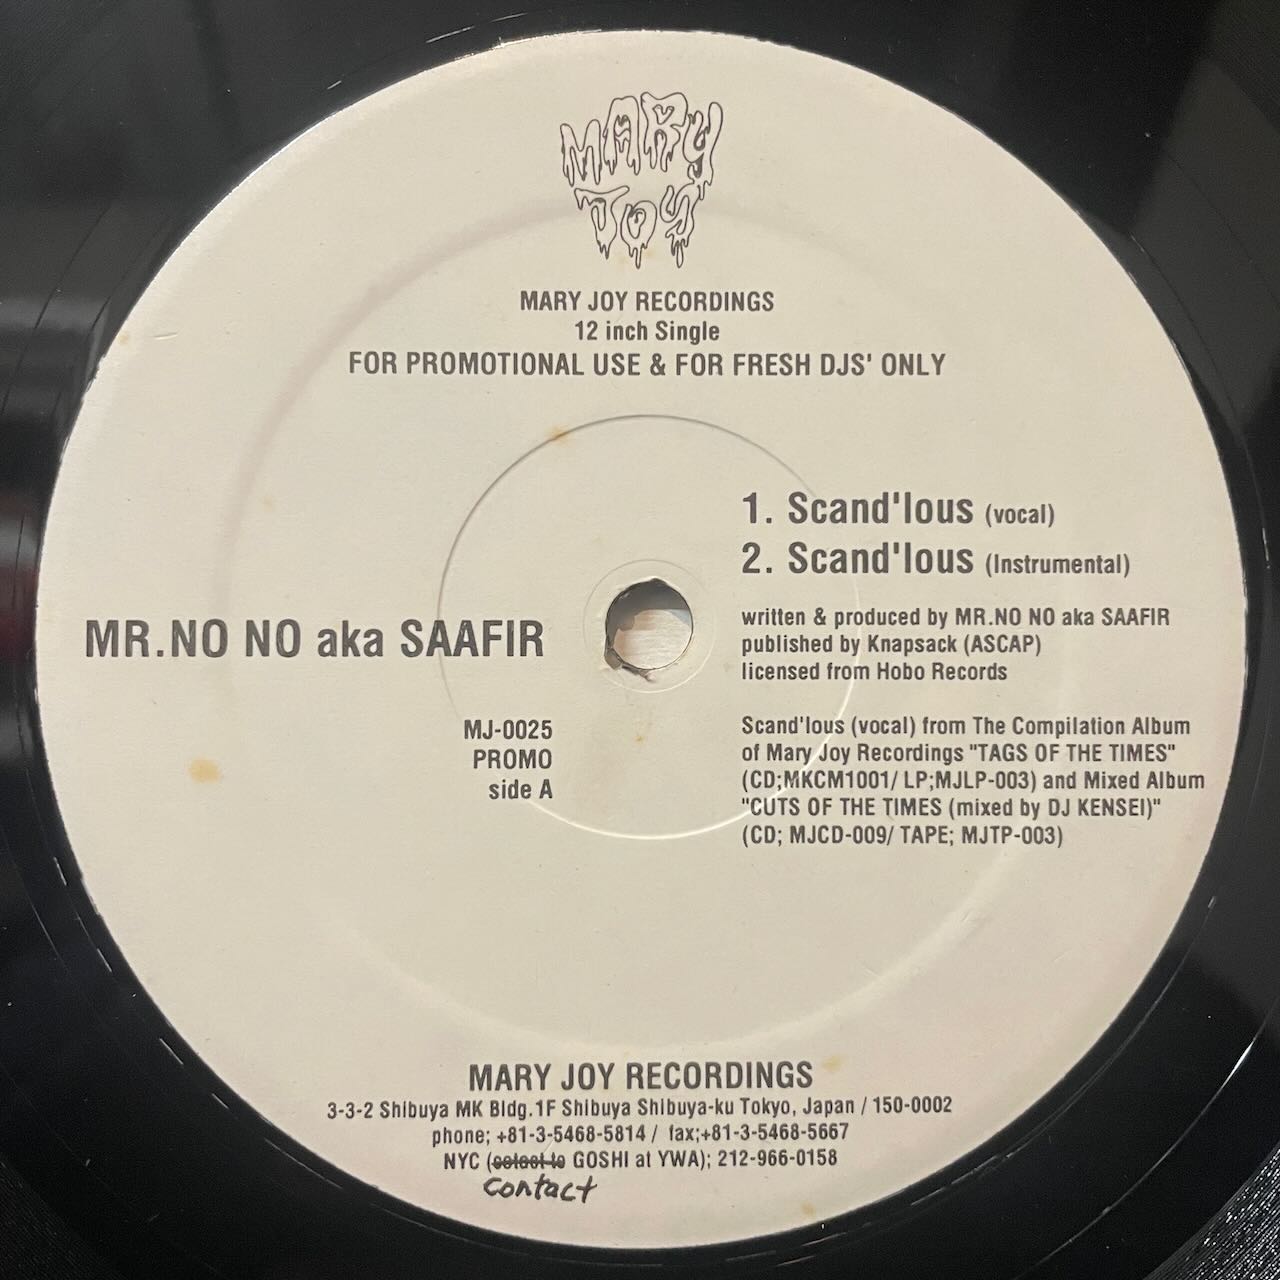 MARY
JOY
MARY JOY RECORDINGS
12 inch Single
FOR PROMOTIONAL USE & FOR FRESH DJS' ONLY
1. Scand'lous (vocal)
2. Scand'lous (Instrumental)
written & produced by MR.NO NO aka SAAFIR
published by Knapsack (ASCAP)
licensed from Hobo Records
MR.NO NO aka SAAFIR
MJ-0025
PROMO
side A
Scand'lous (vocal) from The Compilation Album
of Mary Joy Recordings "TAGS OF THE TIMES"
(CD;MKCM1001/ LP;MJLP-003) and Mixed Album
"CUTS OF THE TIMES (mixed by DJ KENSEI)"
(CD; MJCD-009/ TAPE; MJTP-003)
MARY JOY RECORDINGS
3-3-2 Shibuya MK Bldg.1F Shibuya Shibuya-ku Tokyo, Japan / 150-0002
phone; +81-3-5468-5814 / fax;+81-3-5468-5667
NYC (GOSHI at YWA); 212-966-0158
contact